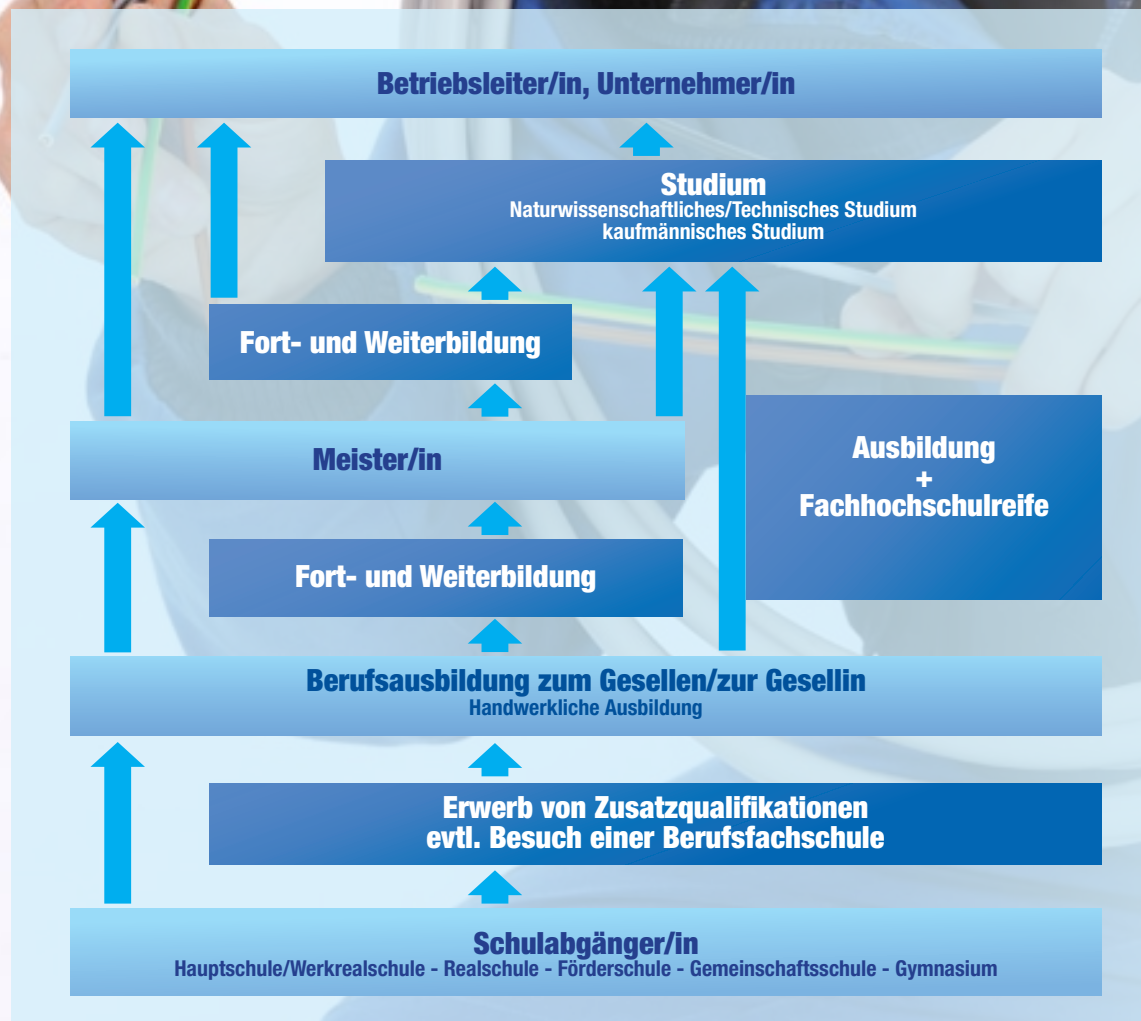 Betriebsleiter/in, Unternehmer/in
Studium
Naturwissenschaftliches/Technisches Studium
kaufmännisches Studium
Fort- und Weiterbildung
Meister/in
Ausbildung
+
Fachhochschulreife
Fort- und Weiterbildung
Berufsausbildung zum Gesellen/zur Gesellin
Handwerkliche Ausbildung
Erwerb von Zusatzqualifikationen
evtl. Besuch einer Berufsfachschule
Schulabgänger/in
Hauptschule/Werkrealschule - Realschule - Förderschule - Gemeinschaftsschule - Gymnasium